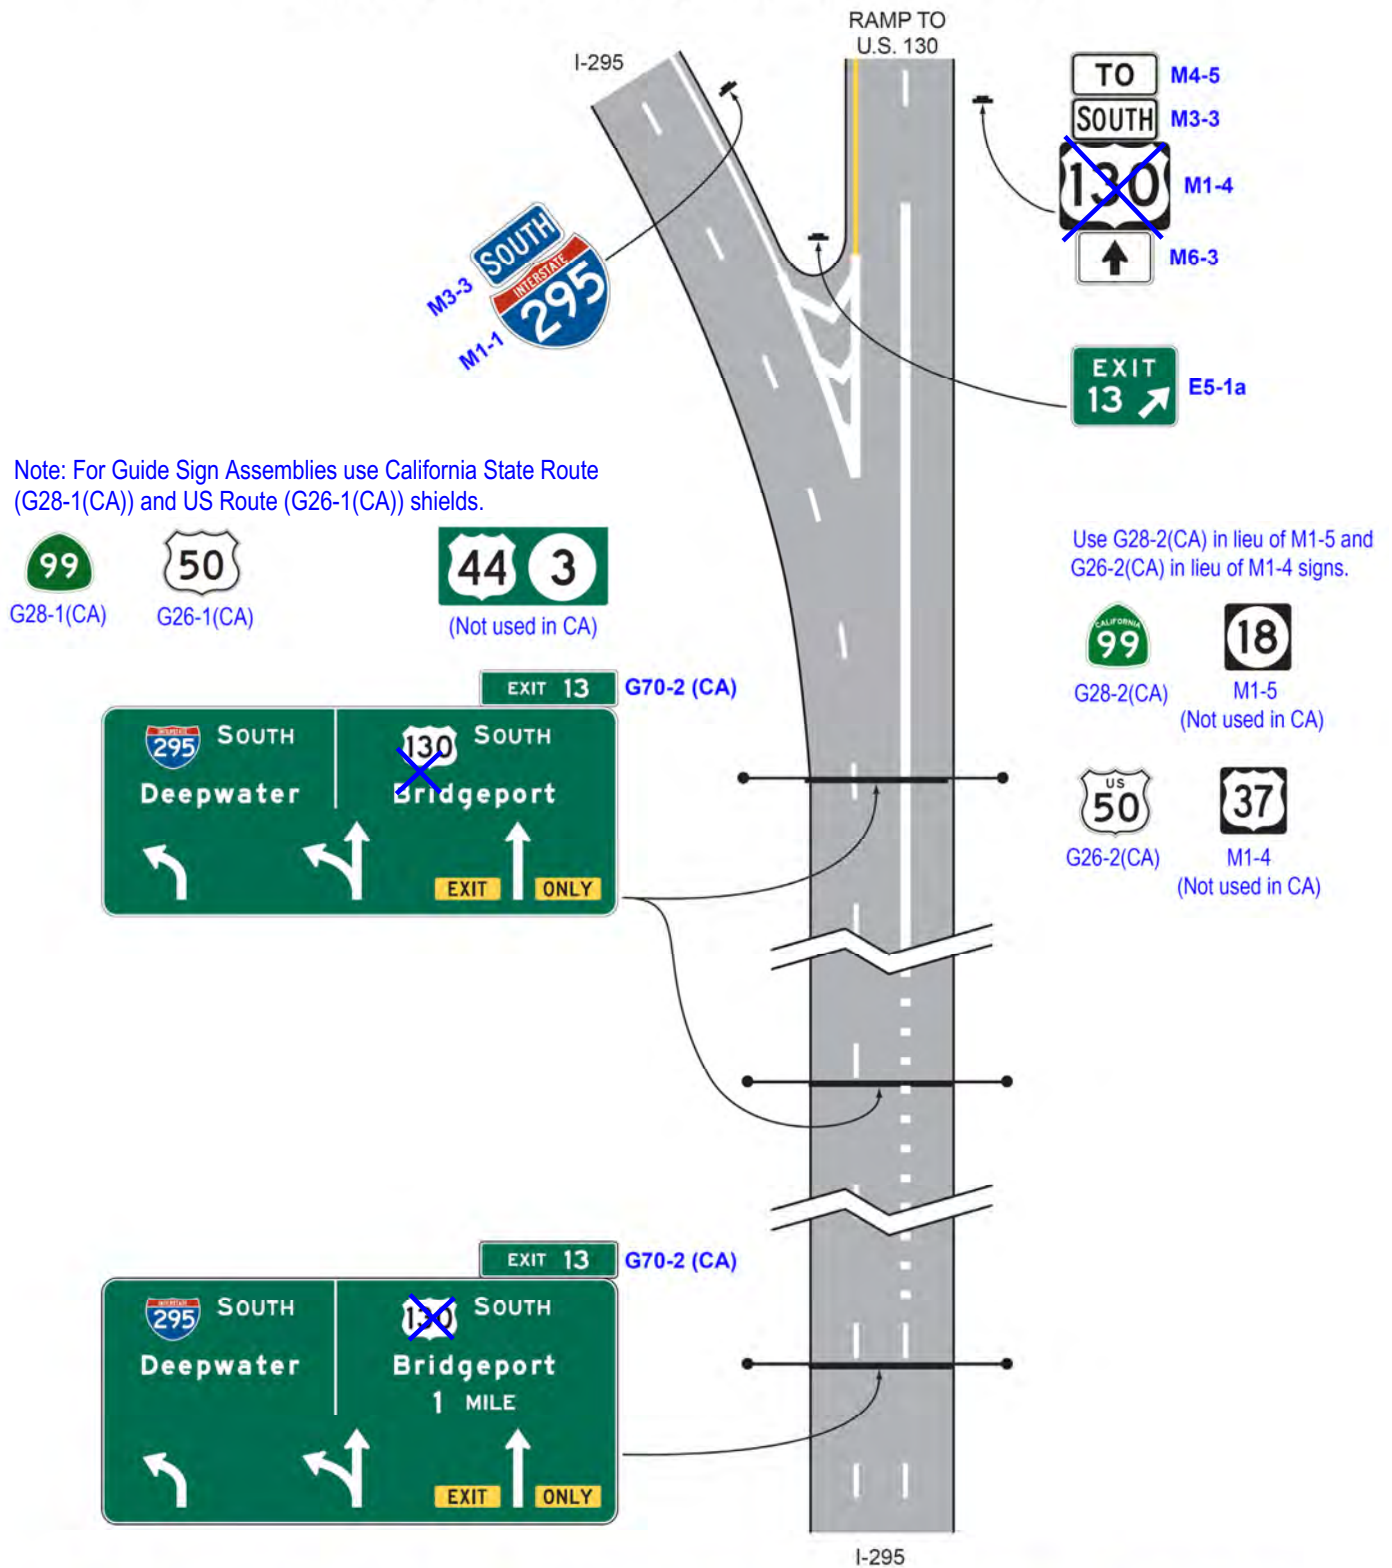 RAMP TO
U.S. 130
I-295
TO
M4-5
SOUTH
M3-3
130
M1-4
M6-3
SOUTH
INTERSTATE
295
M3-3
M1-1
EXIT
13
E5-1a
Note: For Guide Sign Assemblies use California State Route
(G28-1(CA)) and US Route (G26-1(CA)) shields.
99
50
44
3
G28-1(CA)
G26-1(CA)
(Not used in CA)
Use G28-2(CA) in lieu of M1-5 and
G26-2(CA) in lieu of M1-4 signs.
CALIFORNIA
99
18
G28-2(CA)
M1-5
(Not used in CA)
US
50
37
G26-2(CA)
M1-4
(Not used in CA)
EXIT 13
G70-2 (CA)
INTERSTATE
295
SOUTH
130
SOUTH
Deepwater
Bridgeport
EXIT
ONLY
EXIT 13
G70-2 (CA)
INTERSTATE
295
SOUTH
130
SOUTH
Deepwater
Bridgeport
1 MILE
EXIT
ONLY
I-295